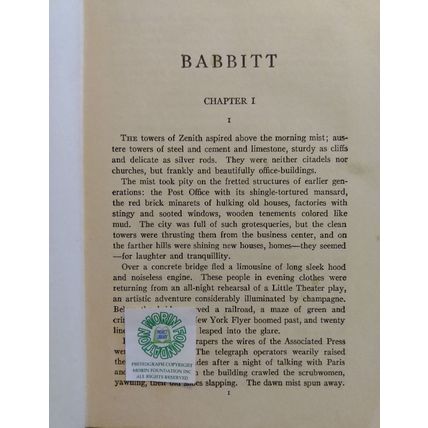 BABBITT
CHAPTER I
I
THE towers of Zenith aspired above the morning mist; aus-
tere towers of steel and cement and limestone, sturdy as cliffs
and delicate as silver rods. They were neither citadels nor
churches, but frankly and beautifully office-buildings.
The mist took pity on the fretted structures of earlier gen-
erations: the Post Office with its shingle-tortured mansard,
the red brick minarets of hulking old houses, factories with
stingy and sooted windows, wooden tenements colored like
mud. The city was full of such grotesqueries, but the clean
towers were thrusting them from the business center, and on
the farther hills were shining new houses, homes—they seemed
—for laughter and tranquillity.
Over a concrete bridge fled a limousine of long sleek hood
and noiseless engine. These people in evening clothes were
returning from an all-night rehearsal of a Little Theater play,
an artistic adventure considerably illuminated by champagne.
ved a railroad, a maze of green and
New York Flyer boomed past, and twenty
line leaped into the glare.
rapers the wires of the Associated Press
were The telegraph operators wearily raised
the des after a night of talking with Paris
and the building crawled the scrubwomen,
yawning, their old shoes slapping. The dawn mist spun away.
I
MORIN FOUNDATION
PHOTOGRAPH COPYRIGHT
MORIN FOUNDATION INC
ALL RIGHTS RESERVED